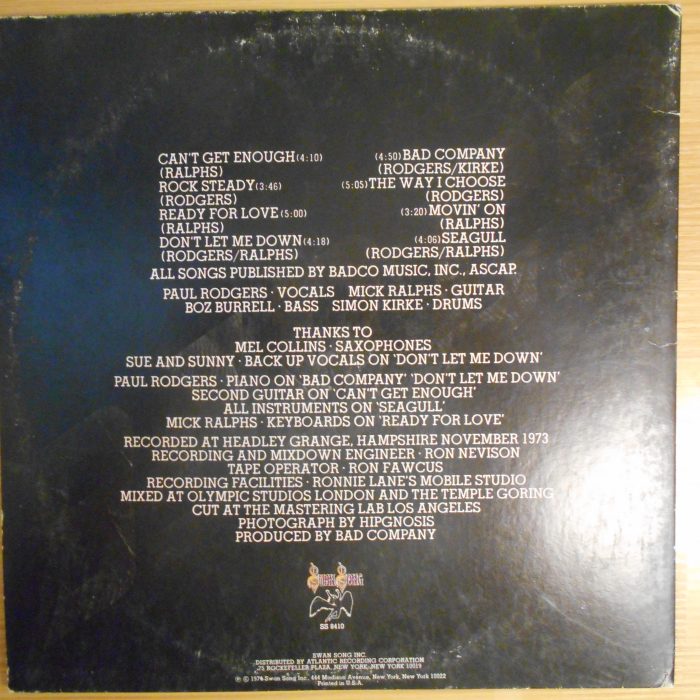 CAN'T GET ENOUGH (4:10)
(RALPHS)
ROCK STEADY (3:46)
(RODGERS)
READY FOR LOVE (5:00)
(RALPHS)
DON'T LET ME DOWN (4:18)
(RODGERS/RALPHS)
(4:50) BAD COMPANY
(RODGERS/KIRKE)
(5:05) THE WAY I CHOOSE
(RODGERS)
(3:20) MOVIN' ON
(RALPHS)
(4:06) SEAGULL
(RODGERS/RALPHS)
ALL SONGS PUBLISHED BY BADCO MUSIC, INC., ASCAP.
PAUL RODGERS · VOCALS MICK RALPHS · GUITAR
BOZ BURRELL · BASS SIMON KIRKE · DRUMS
THANKS TO
MEL COLLINS · SAXOPHONES
SUE AND SUNNY · BACK UP VOCALS ON 'DON'T LET ME DOWN'
PAUL RODGERS · PIANO ON 'BAD COMPANY' 'DON'T LET ME DOWN'
SECOND GUITAR ON 'CAN'T GET ENOUGH'
ALL INSTRUMENTS ON 'SEAGULL'
MICK RALPHS · KEYBOARDS ON 'READY FOR LOVE'
RECORDED AT HEADLEY GRANGE, HAMPSHIRE NOVEMBER 1973
RECORDING AND MIXDOWN ENGINEER · RON NEVISON
TAPE OPERATOR · RON FAWCUS
RECORDING FACILITIES · RONNIE LANE'S MOBILE STUDIO
MIXED AT OLYMPIC STUDIOS LONDON AND THE TEMPLE GORING
CUT AT THE MASTERING LAB LOS ANGELES
PHOTOGRAPH BY HIPGNOSIS
PRODUCED BY BAD COMPANY
SWAN SONG
SS 8410
SWAN SONG INC.
DISTRIBUTED BY ATLANTIC RECORDING CORPORATION
75 ROCKEFELLER PLAZA, NEW YORK, NEW YORK 10019
℗ © 1974 Swan Song Inc., 444 Madison Avenue, New York, New York 10022
Printed in U.S.A.